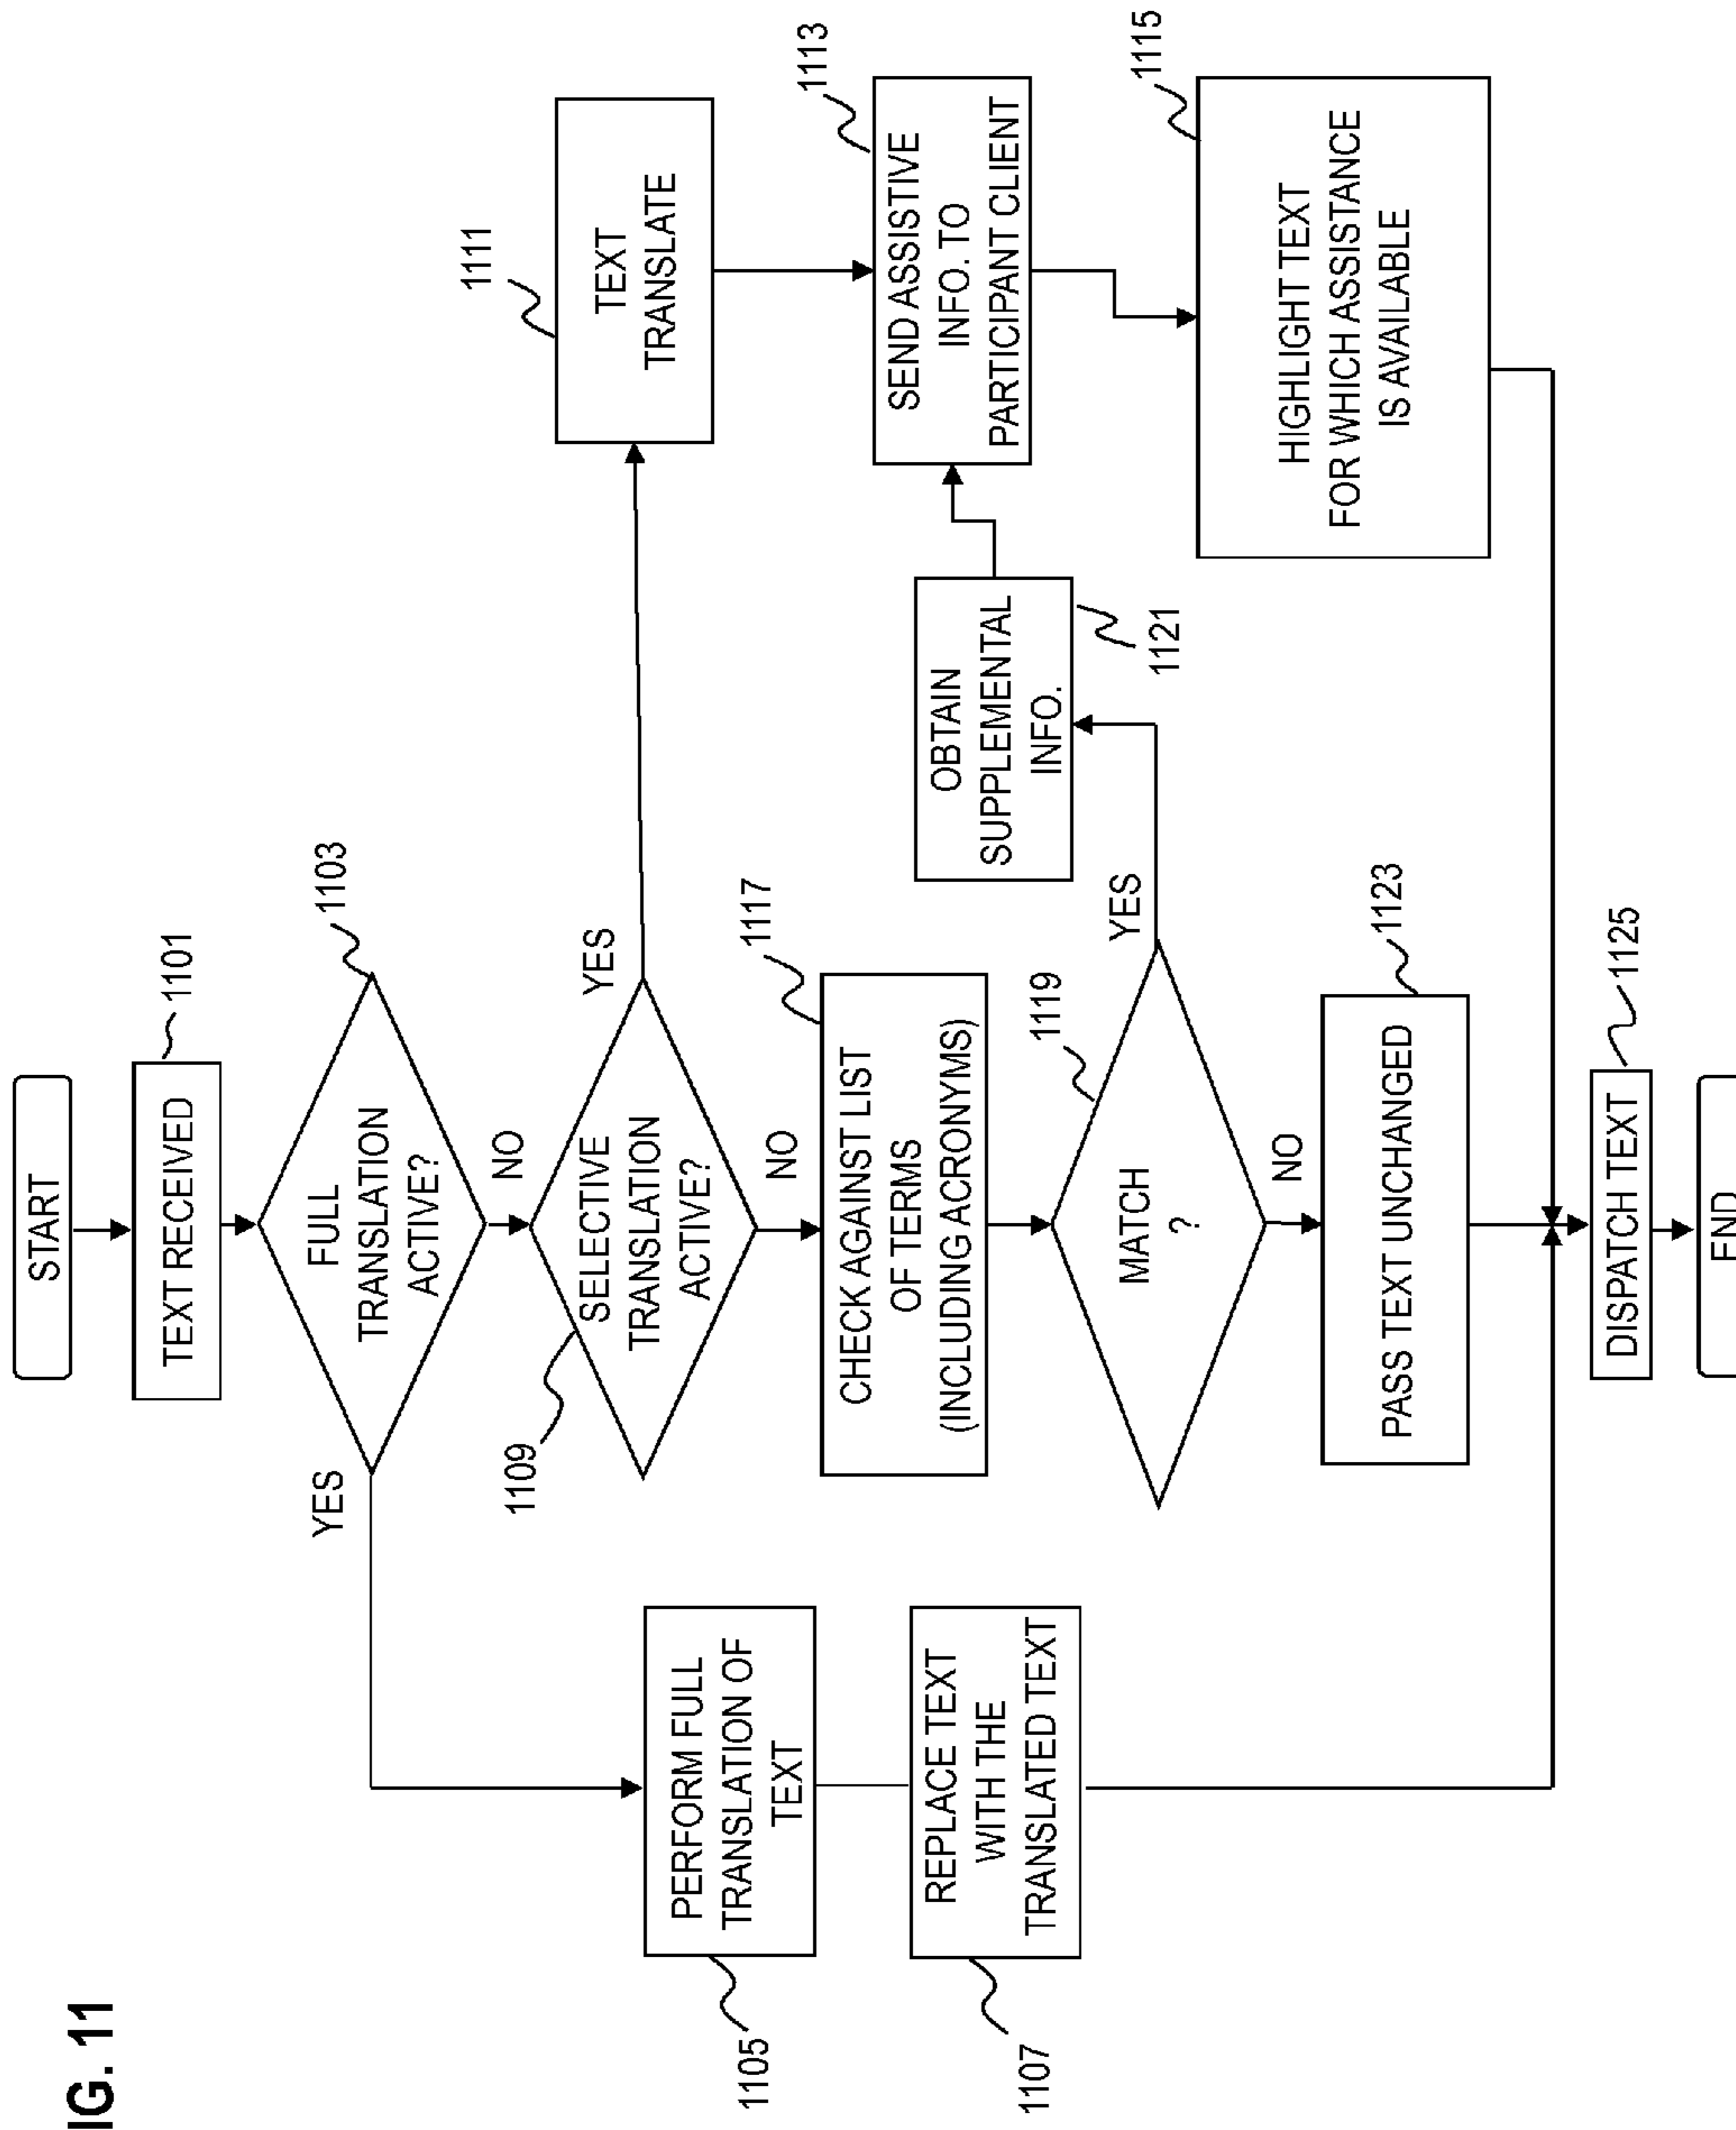 IG. 11
START
TEXT RECEIVED
1101
FULL
TRANSLATION
ACTIVE?
1103
YES
NO
PERFORM FULL
TRANSLATION OF
TEXT
1105
REPLACE TEXT
WITH THE
TRANSLATED TEXT
1107
SELECTIVE
TRANSLATION
ACTIVE?
1109
YES
NO
TEXT
TRANSLATE
1111
SEND ASSISTIVE
INFO. TO
PARTICIPANT CLIENT
1113
HIGHLIGHT TEXT
FOR WHICH ASSISTANCE
IS AVAILABLE
1115
CHECK AGAINST LIST
OF TERMS
(INCLUDING ACRONYMS)
1117
MATCH
?
1119
YES
NO
OBTAIN
SUPPLEMENTAL
INFO.
1121
PASS TEXT UNCHANGED
1123
DISPATCH TEXT
1125
END